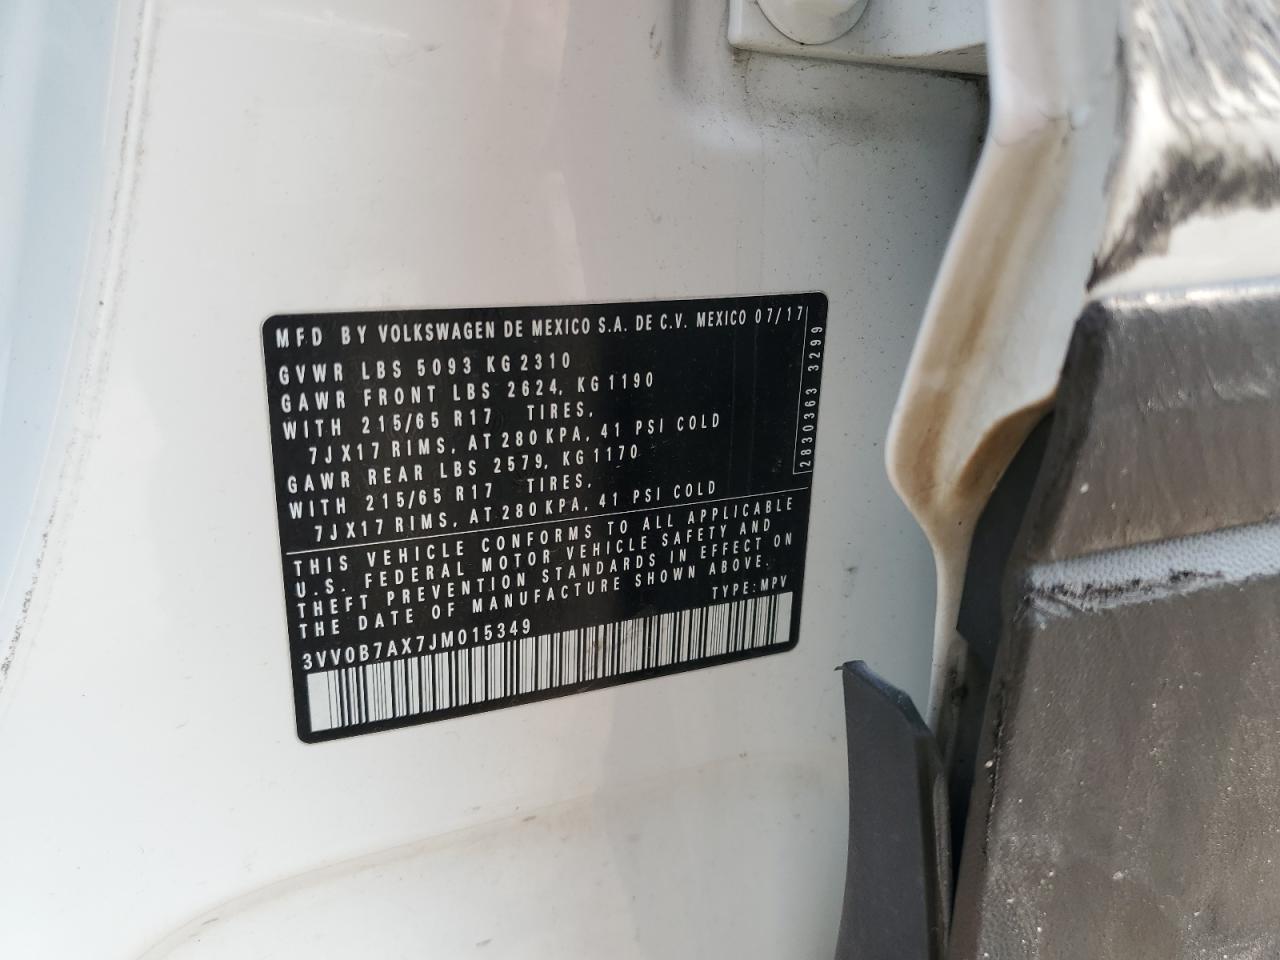 MFD BY VOLKSWAGEN DE MEXICO S.A. DE C.V. MEXICO 07/17
GVWR LBS 5093 KG 2310
GAWR FRONT LBS 2624, KG 1190
WITH 215/65 R17 TIRES,
7JX17 RIMS, AT 280 KPA, 41 PSI COLD
GAWR REAR LBS 2579, KG 1170
WITH 215/65 R17 TIRES,
7JX17 RIMS, AT 280 KPA, 41 PSI COLD
THIS VEHICLE CONFORMS TO ALL APPLICABLE
U.S. FEDERAL MOTOR VEHICLE SAFETY AND
THEFT PREVENTION STANDARDS IN EFFECT ON
THE DATE OF MANUFACTURE SHOWN ABOVE.
TYPE: MPV
3VV0B7AX7JM015349
2830363 3299